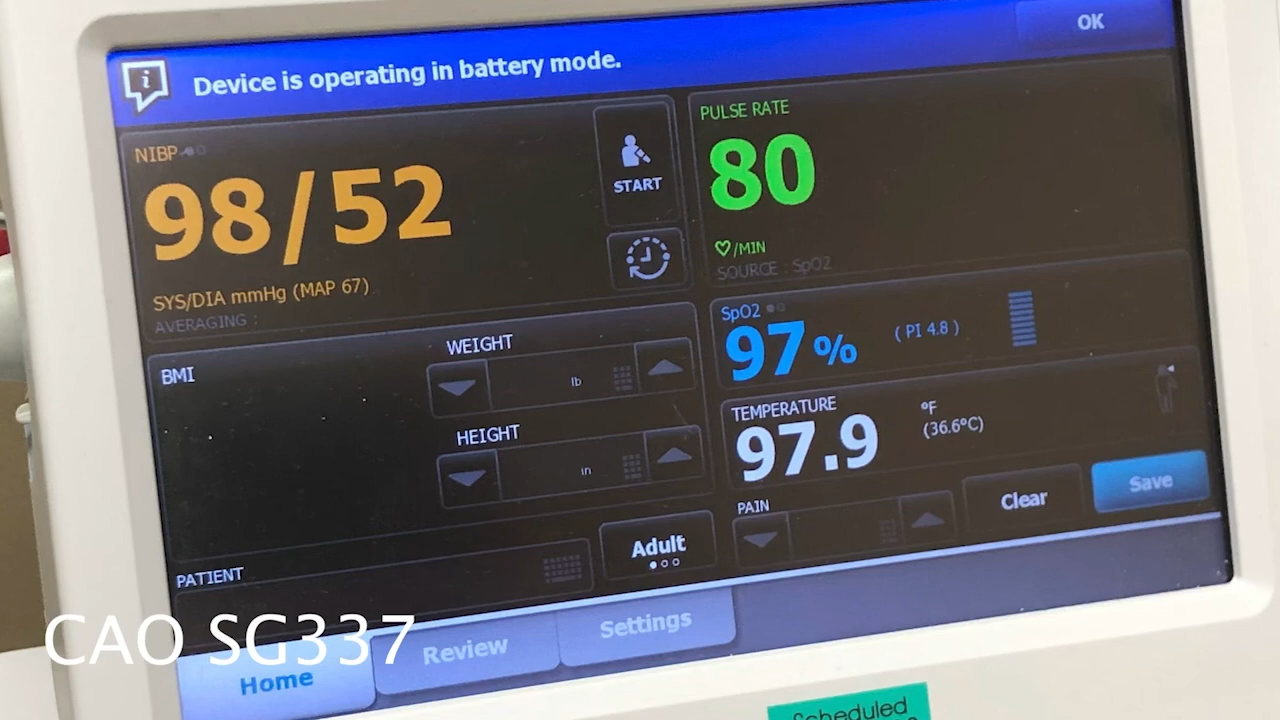 Device is operating in battery mode.
OK
NIBP
98/52
SYS/DIA mmHg (MAP 67)
AVERAGING :
START
PULSE RATE
80
/MIN
SOURCE : SpO2
SpO2
97%
( PI 4.8 )
BMI
WEIGHT
lb
HEIGHT
in
TEMPERATURE
97.9
°F
(36.6°C)
PAIN
Clear
Save
PATIENT
Adult
Home
Review
Settings
CAO SG337
Scheduled